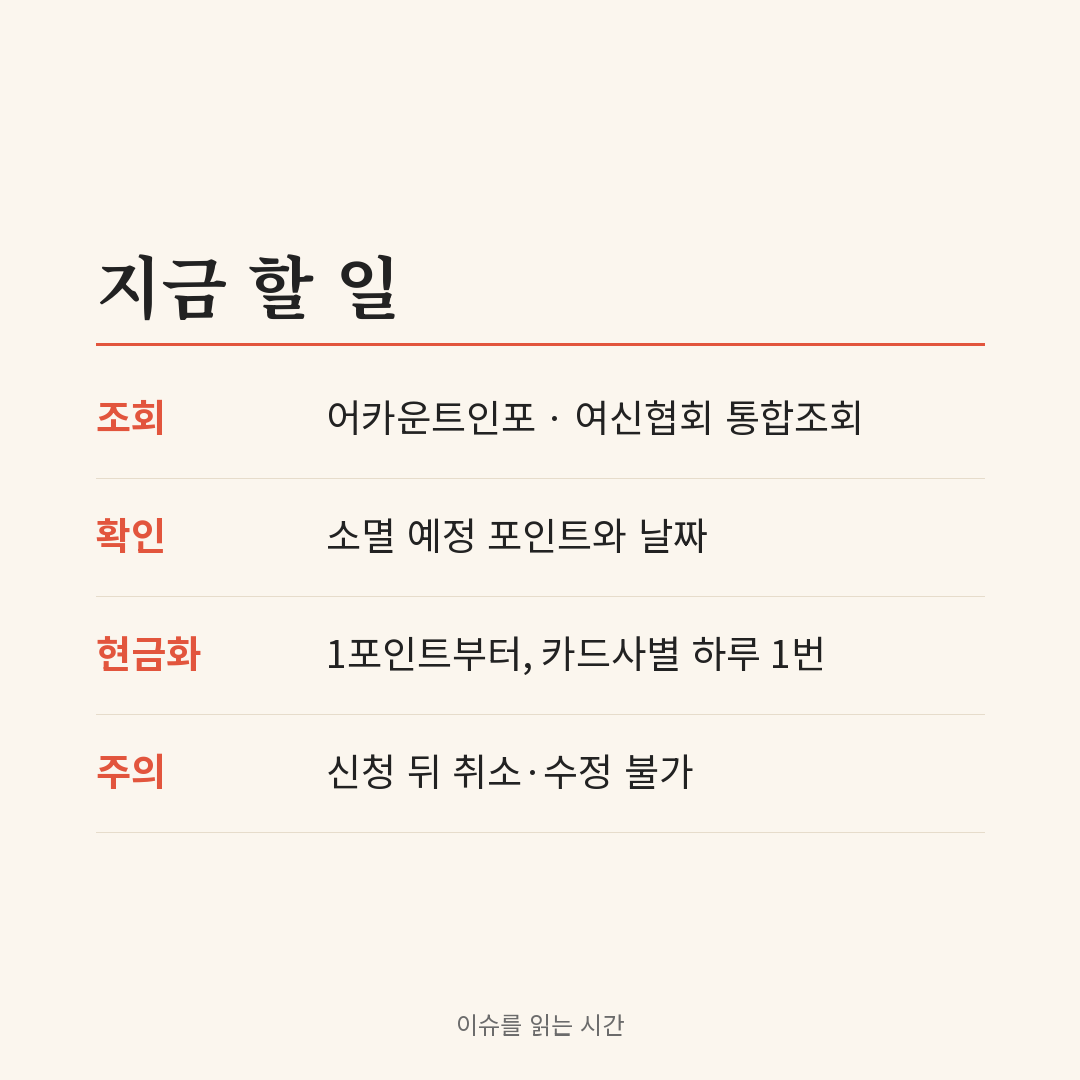 지금 할 일
조회 어카운트인포 · 여신협회 통합조회
확인 소멸 예정 포인트와 날짜
현금화 1포인트부터, 카드사별 하루 1번
주의 신청 뒤 취소·수정 불가
이슈를 읽는 시간